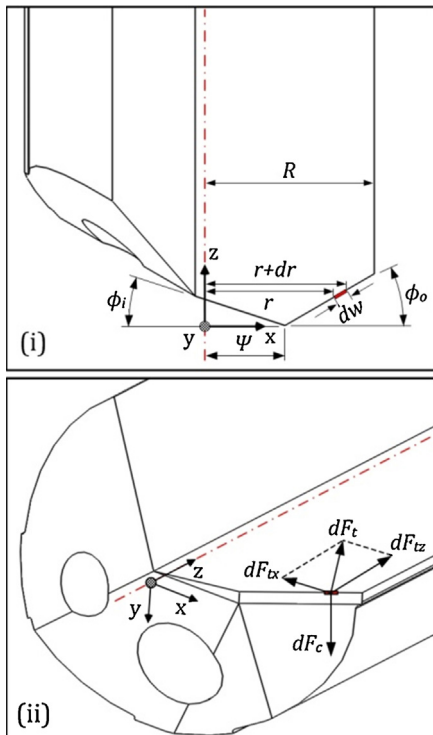 R
z
r+dr
r
ϕi
ϕo
dw
y
x
Ψ
(i)
dFt
dFtx
dFtz
z
y
x
dFc
(ii)